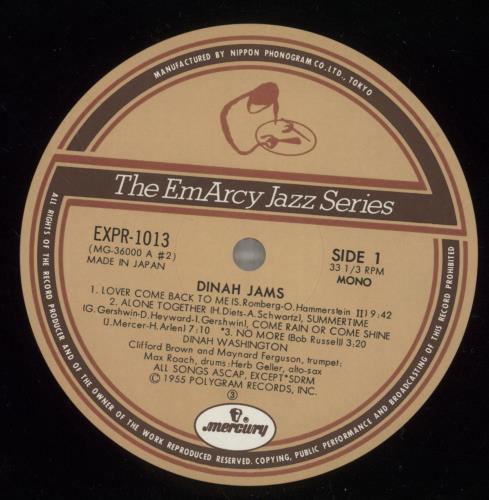 MANUFACTURED BY NIPPON PHONOGRAM CO., LTD., TOKYO
The EmArcy Jazz Series
EXPR-1013
(MG-36000 A #2)
MADE IN JAPAN
SIDE 1
33 1/3 RPM
MONO
DINAH JAMS
1. LOVER COME BACK TO ME (S. Romberg-O. Hammerstein II) 9:42
2. ALONE TOGETHER (H. Diets-A. Schwartz), SUMMERTIME
(G. Gershwin-D. Heyward-I. Gershwin), COME RAIN OR COME SHINE
(J. Mercer-H. Arlen) 7:10 *3. NO MORE (Bob Russell) 3:20
DINAH WASHINGTON
Clifford Brown and Maynard Ferguson, trumpet:
Max Roach, drums: Herb Geller, alto-sax
ALL SONGS ASCAP, EXCEPT*SDRM
Ⓒ 1955 POLYGRAM RECORDS, INC.
③
mercury
ALL RIGHTS OF THE RECORD PRODUCER AND OF THE OWNER OF THE WORK REPRODUCED RESERVED. COPYING, PUBLIC PERFORMANCE AND BROADCASTING OF THIS RECORD PROHIBITED